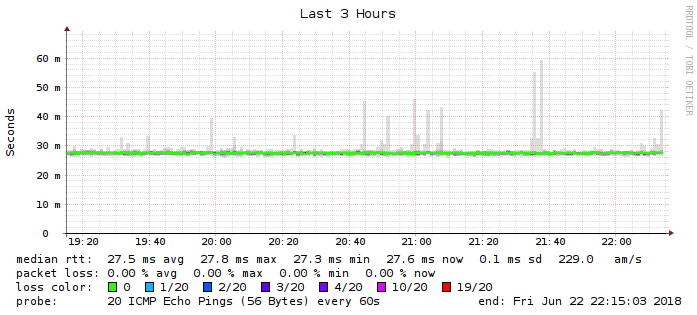 Last 3 Hours
RRDTOOL / TOBI OETIKER
Seconds
60 m
50 m
40 m
30 m
20 m
10 m
0
19:20 19:40 20:00 20:20 20:40 21:00 21:20 21:40 22:00
median rtt: 27.5 ms avg 27.8 ms max 27.3 ms min 27.6 ms now 0.1 ms sd 229.0 am/s
packet loss: 0.00 % avg 0.00 % max 0.00 % min 0.00 % now
loss color: 0 1/20 2/20 3/20 4/20 10/20 19/20
probe: 20 ICMP Echo Pings (56 Bytes) every 60s end: Fri Jun 22 22:15:03 2018